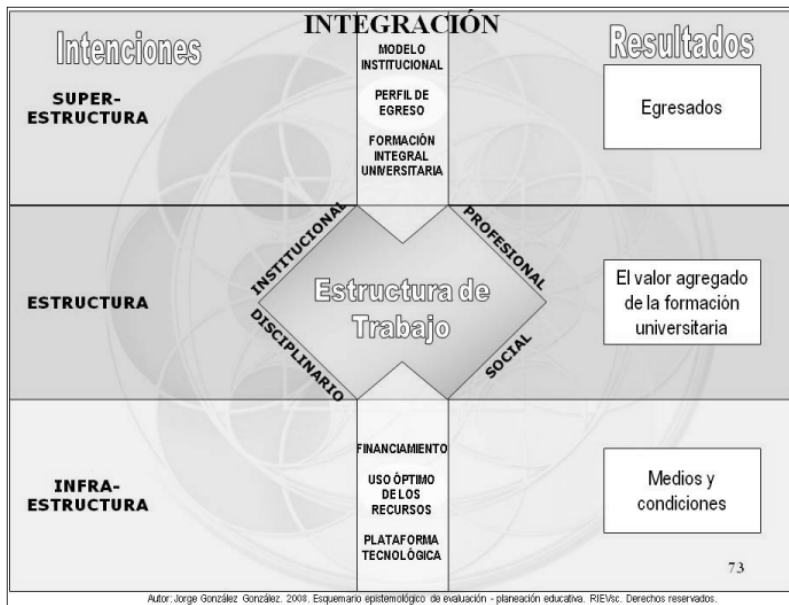 INTEGRACIÓN
Intenciones
Resultados
SUPER-
ESTRUCTURA
MODELO
INSTITUCIONAL
PERFIL DE
EGRESO
FORMACIÓN
INTEGRAL
UNIVERSITARIA
Egresados
ESTRUCTURA
INSTITUCIONAL
PROFESIONAL
Estructura de
Trabajo
DISCIPLINARIO
SOCIAL
El valor agregado
de la formación
universitaria
INFRA-
ESTRUCTURA
FINANCIAMIENTO
USO ÓPTIMO
DE LOS
RECURSOS
PLATAFORMA
TECNOLÓGICA
Medios y
condiciones
73
Autor: Jorge González González. 2008. Esquemario epistemológico de evaluación - planeación educativa. RIEVsc. Derechos reservados.